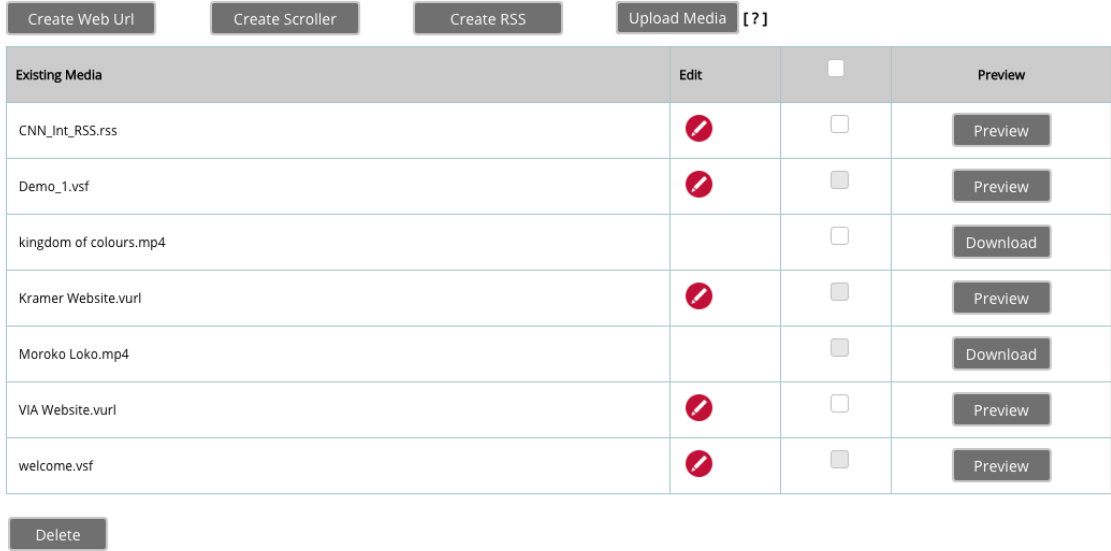 Create Web Url Create Scroller Create RSS Upload Media [?]
Existing Media Edit Preview
CNN_Int_RSS.rss Preview
Demo_1.vsf Preview
kingdom of colours.mp4 Download
Kramer Website.vurl Preview
Moroko Loko.mp4 Download
VIA Website.vurl Preview
welcome.vsf Preview
Delete